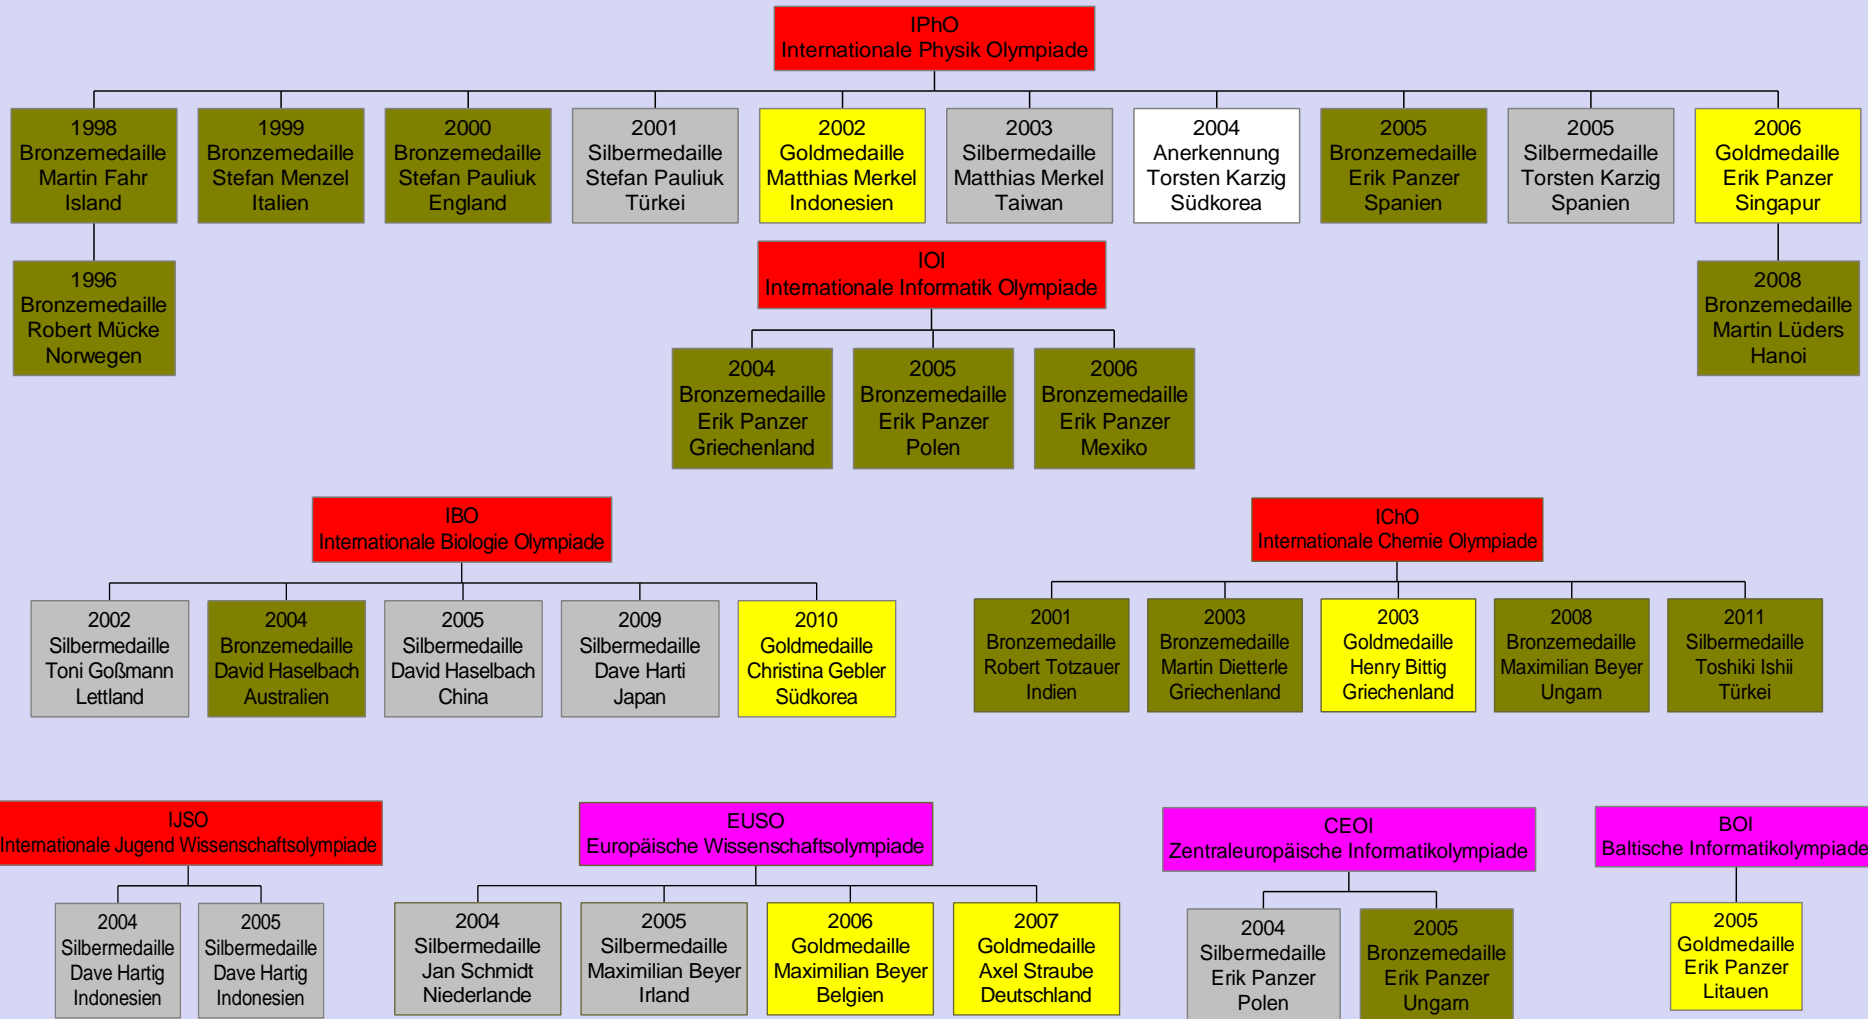 IPhO
Internationale Physik Olympiade
1998
Bronzemedaille
Martin Fahr
Island
1999
Bronzemedaille
Stefan Menzel
Italien
2000
Bronzemedaille
Stefan Pauliuk
England
2001
Silbermedaille
Stefan Pauliuk
Türkei
2002
Goldmedaille
Matthias Merkel
Indonesien
2003
Silbermedaille
Matthias Merkel
Taiwan
2004
Anerkennung
Torsten Karzig
Südkorea
2005
Bronzemedaille
Erik Panzer
Spanien
2005
Silbermedaille
Torsten Karzig
Spanien
2006
Goldmedaille
Erik Panzer
Singapur
1996
Bronzemedaille
Robert Mücke
Norwegen
2008
Bronzemedaille
Martin Lüders
Hanoi
IOI
Internationale Informatik Olympiade
2004
Bronzemedaille
Erik Panzer
Griechenland
2005
Bronzemedaille
Erik Panzer
Polen
2006
Bronzemedaille
Erik Panzer
Mexiko
IBO
Internationale Biologie Olympiade
2002
Silbermedaille
Toni Goßmann
Lettland
2004
Bronzemedaille
David Haselbach
Australien
2005
Silbermedaille
David Haselbach
China
2009
Silbermedaille
Dave Harti
Japan
2010
Goldmedaille
Christina Gebler
Südkorea
IChO
Internationale Chemie Olympiade
2001
Bronzemedaille
Robert Totzauer
Indien
2003
Bronzemedaille
Martin Dietterle
Griechenland
2003
Goldmedaille
Henry Bittig
Griechenland
2008
Bronzemedaille
Maximilian Beyer
Ungarn
2011
Silbermedaille
Toshiki Ishii
Türkei
IJSO
Internationale Jugend Wissenschaftsolympiade
2004
Silbermedaille
Dave Hartig
Indonesien
2005
Silbermedaille
Dave Hartig
Indonesien
EUSO
Europäische Wissenschaftsolympiade
2004
Silbermedaille
Jan Schmidt
Niederlande
2005
Silbermedaille
Maximilian Beyer
Irland
2006
Goldmedaille
Maximilian Beyer
Belgien
2007
Goldmedaille
Axel Straube
Deutschland
CEOI
Zentraleuropäische Informatikolympiade
2004
Silbermedaille
Erik Panzer
Polen
2005
Bronzemedaille
Erik Panzer
Ungarn
BOI
Baltische Informatikolympiade
2005
Goldmedaille
Erik Panzer
Litauen